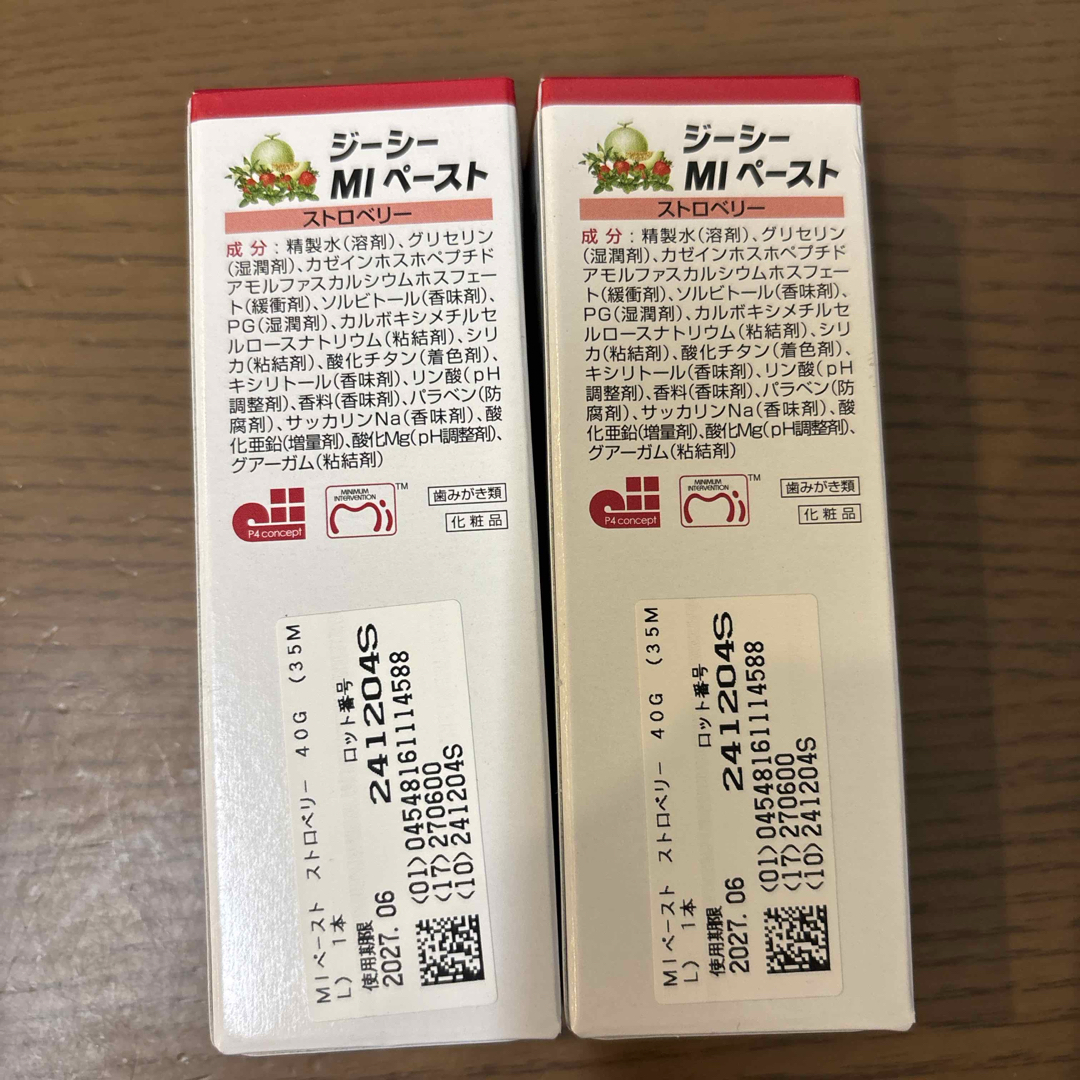 ジーシー
MIペースト
ストロベリー
成分：精製水(溶剤)、グリセリン
(湿潤剤)、カゼインホスホペプチド
アモルファスカルシウムホスフェー
ト(緩衝剤)、ソルビトール(香味剤)、
PG(湿潤剤)、カルボキシメチルセ
ルロースナトリウム(粘結剤)、シリ
カ(粘結剤)、酸化チタン(着色剤)、
キシリトール(香味剤)、リン酸(pH
調整剤)、香料(香味剤)、パラベン(防
腐剤)、サッカリンNa(香味剤)、酸
化亜鉛(増量剤)、酸化Mg(pH調整剤)、
グアーガム(粘結剤)
P4 concept
MINIMUM
INTERVENTION
Mi
TM
歯みがき類
化粧品
MIペースト ストロベリー 40G (35M
L) 1本
ロット番号
241204S
使用期限
2027.06
(01)04548161114588
(17)270600
(10)241204S
ジーシー
MIペースト
ストロベリー
成分：精製水(溶剤)、グリセリン
(湿潤剤)、カゼインホスホペプチド
アモルファスカルシウムホスフェー
ト(緩衝剤)、ソルビトール(香味剤)、
PG(湿潤剤)、カルボキシメチルセ
ルロースナトリウム(粘結剤)、シリ
カ(粘結剤)、酸化チタン(着色剤)、
キシリトール(香味剤)、リン酸(pH
調整剤)、香料(香味剤)、パラベン(防
腐剤)、サッカリンNa(香味剤)、酸
化亜鉛(増量剤)、酸化Mg(pH調整剤)、
グアーガム(粘結剤)
P4 concept
MINIMUM
INTERVENTION
Mi
TM
歯みがき類
化粧品
MIペースト ストロベリー 40G (35M
L) 1本
ロット番号
241204S
使用期限
2027.06
(01)04548161114588
(17)270600
(10)241204S